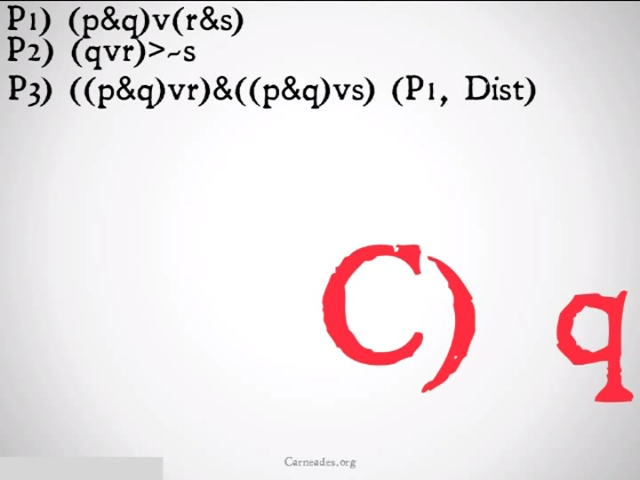 P1) (p&q)v(r&s)
P2) (qvr)>~s
P3) ((p&q)vr)&((p&q)vs) (P1, Dist)
C) q
Carneades.org